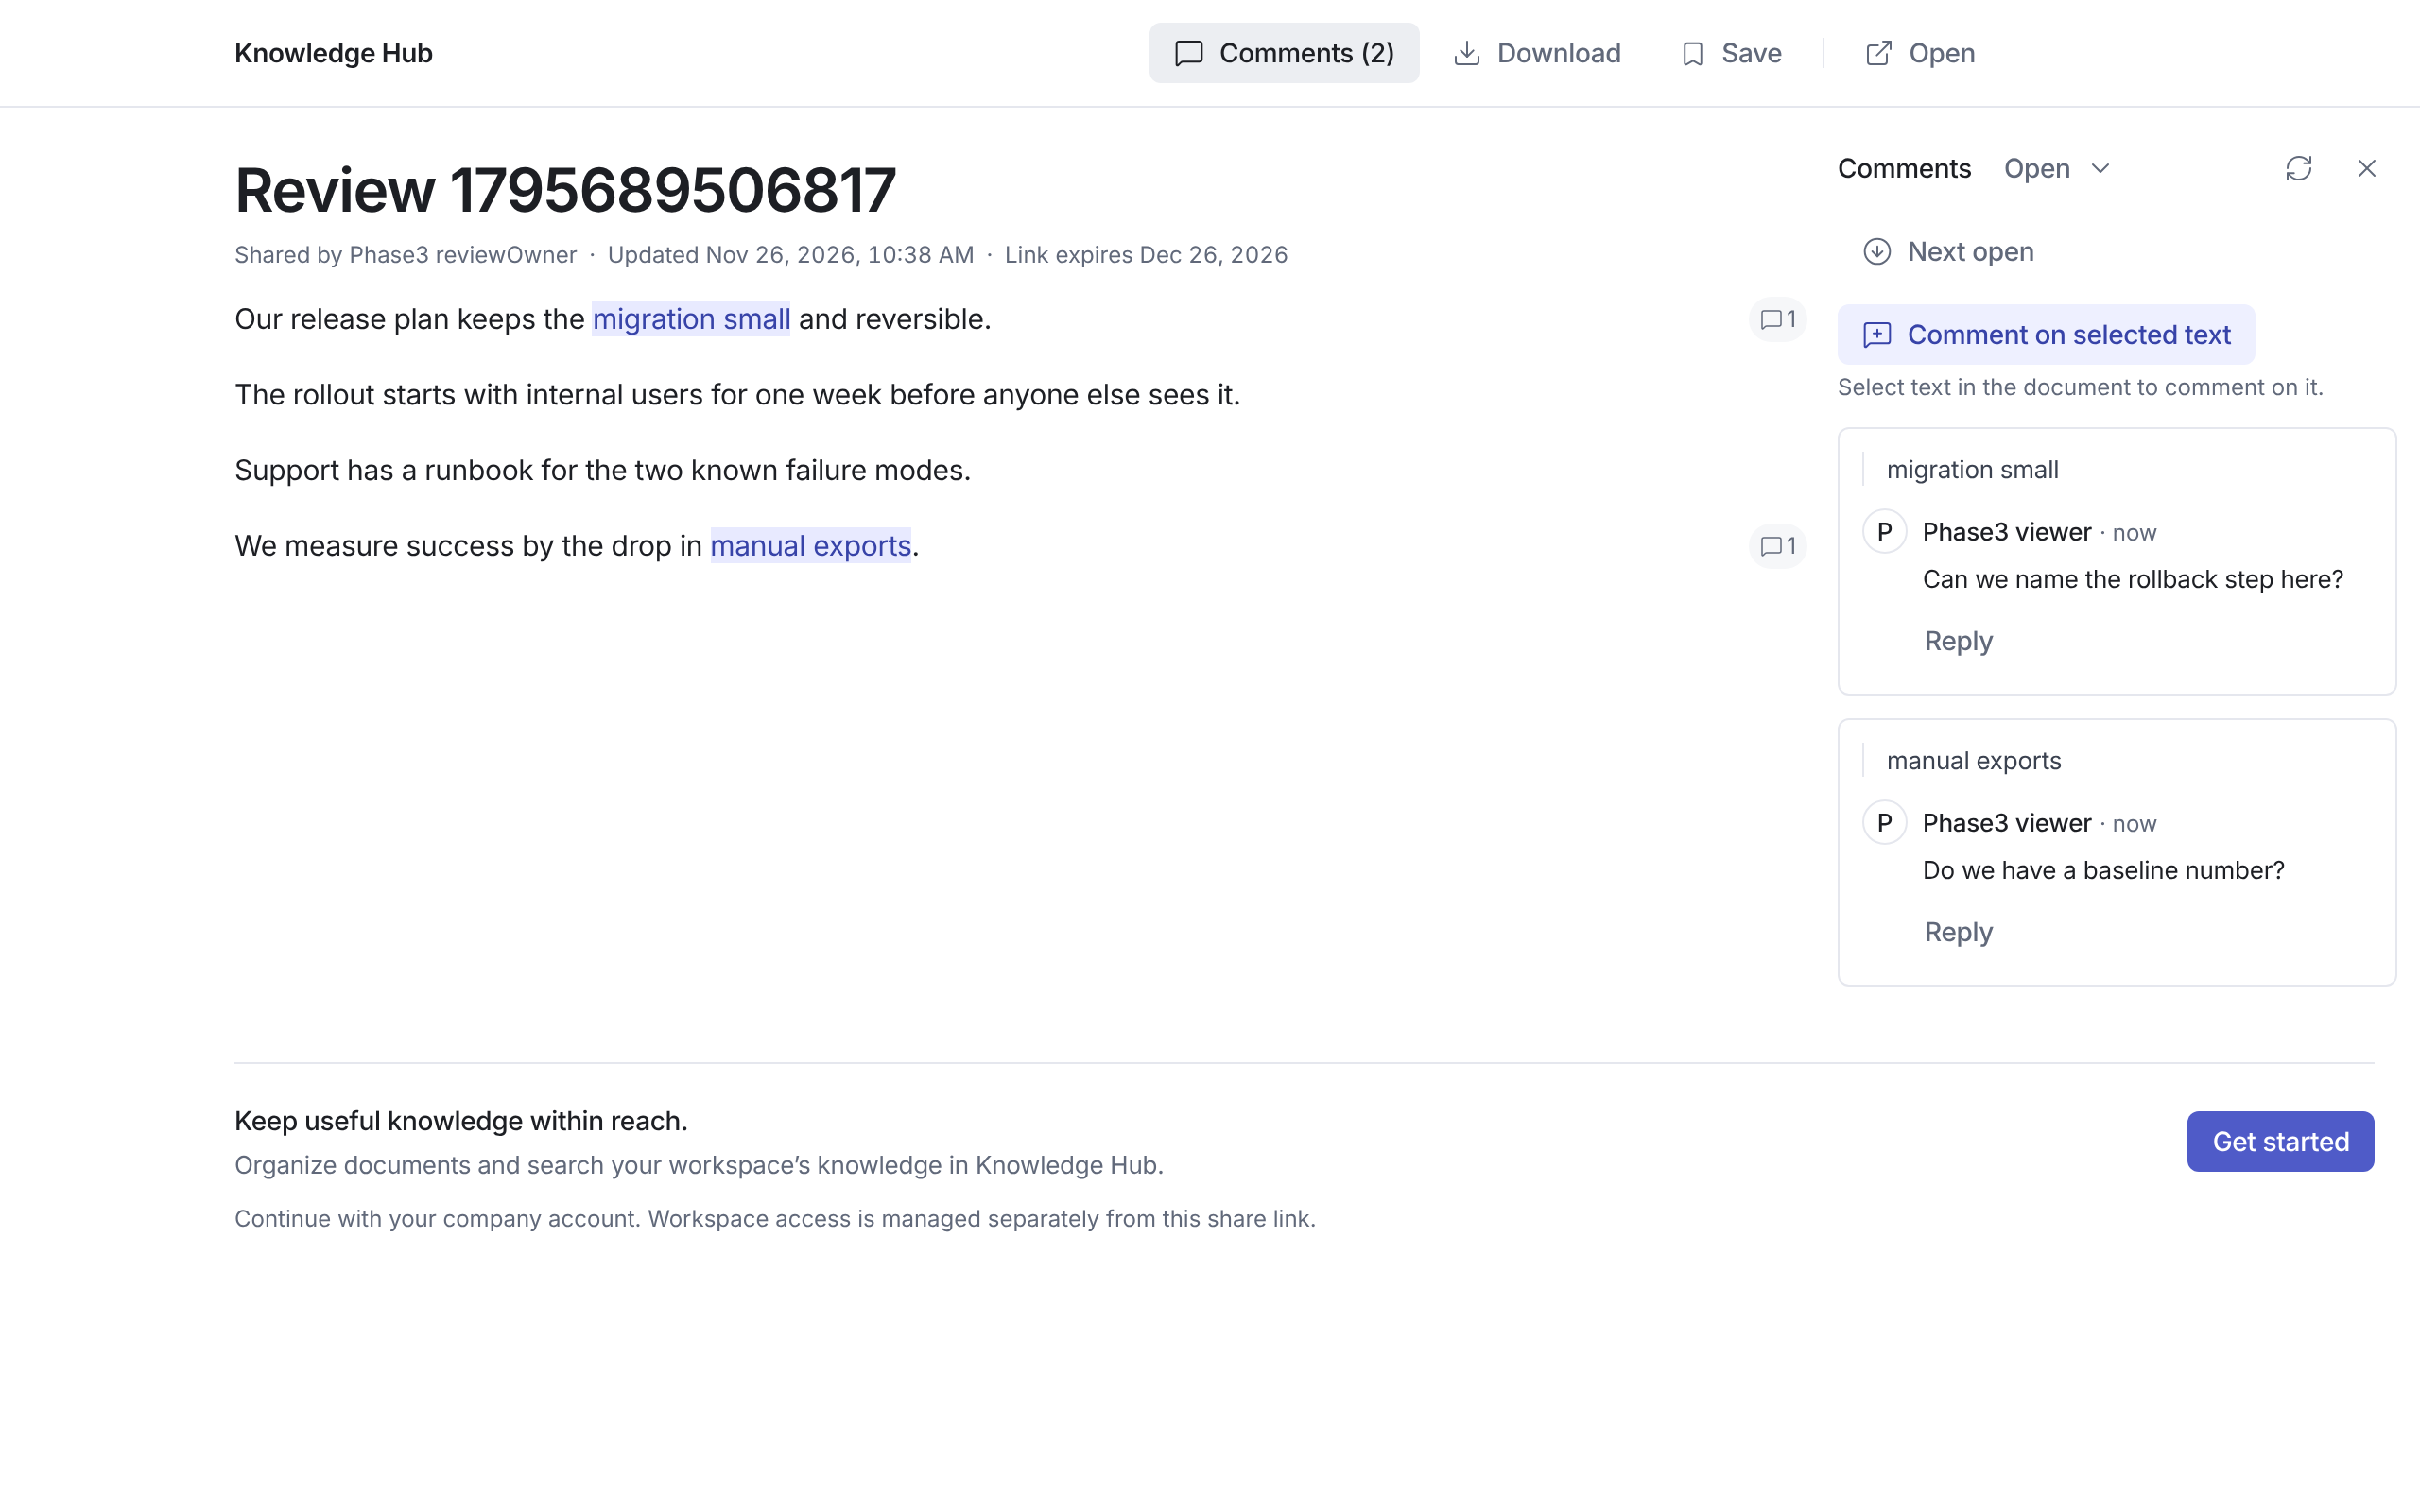 Knowledge Hub
Comments (2)
Download
Save
Open
Review 1795689506817
Shared by Phase3 reviewOwner · Updated Nov 26, 2026, 10:38 AM · Link expires Dec 26, 2026
Our release plan keeps the migration small and reversible.
1
The rollout starts with internal users for one week before anyone else sees it.
Support has a runbook for the two known failure modes.
We measure success by the drop in manual exports.
1
Comments Open
Next open
Comment on selected text
Select text in the document to comment on it.
migration small
P Phase3 viewer · now
Can we name the rollback step here?
Reply
manual exports
P Phase3 viewer · now
Do we have a baseline number?
Reply
Keep useful knowledge within reach.
Organize documents and search your workspace’s knowledge in Knowledge Hub.
Continue with your company account. Workspace access is managed separately from this share link.
Get started